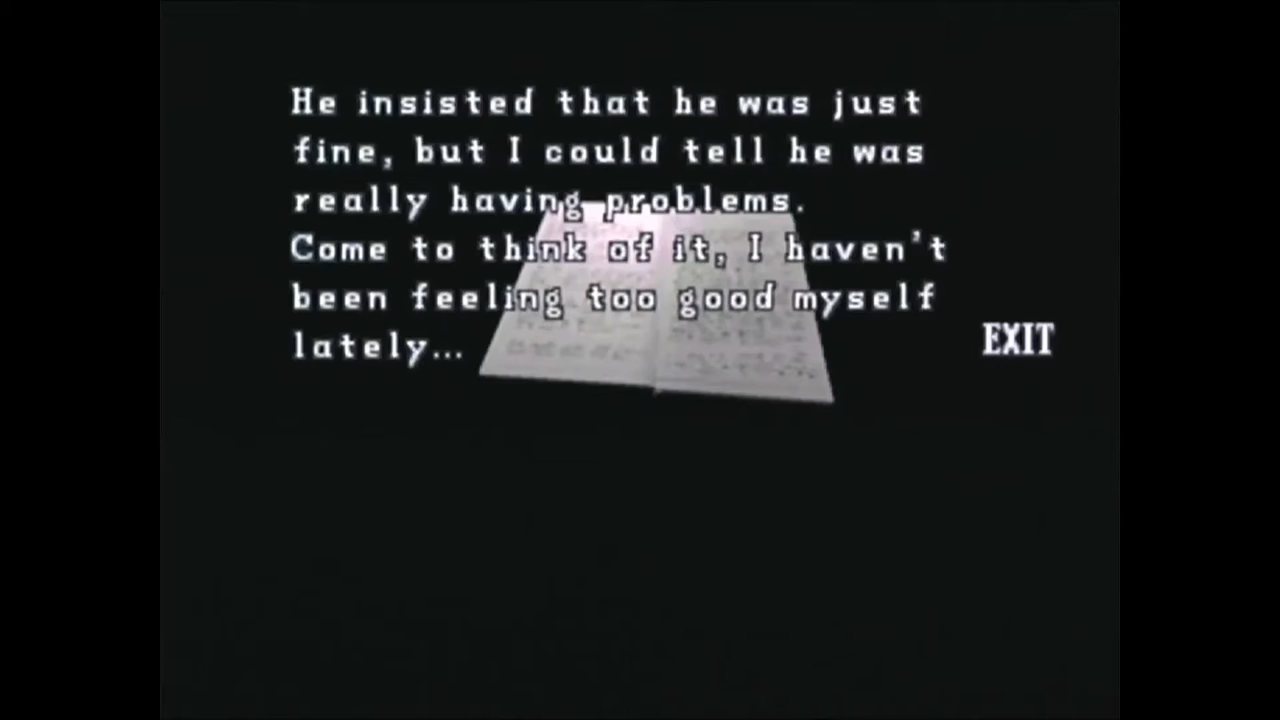 He insisted that he was just
fine, but I could tell he was
really having problems.
Come to think of it, I haven't
been feeling too good myself
lately...
EXIT